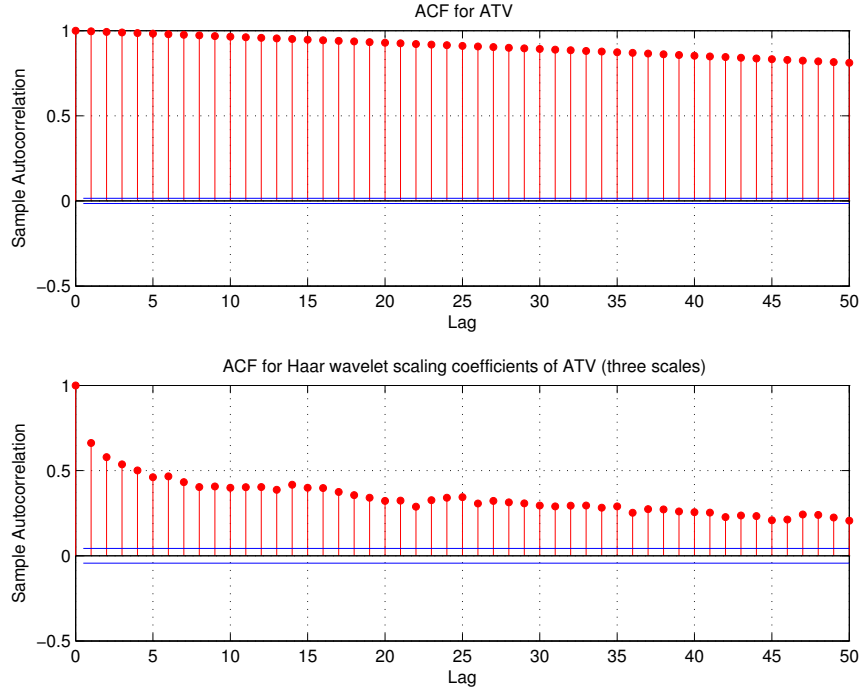 ACF for ATV
1
0.5
0
−0.5
Sample Autocorrelation
0 5 10 15 20 25 30 35 40 45 50
Lag
ACF for Haar wavelet scaling coefficients of ATV (three scales)
1
0.5
0
−0.5
Sample Autocorrelation
0 5 10 15 20 25 30 35 40 45 50
Lag